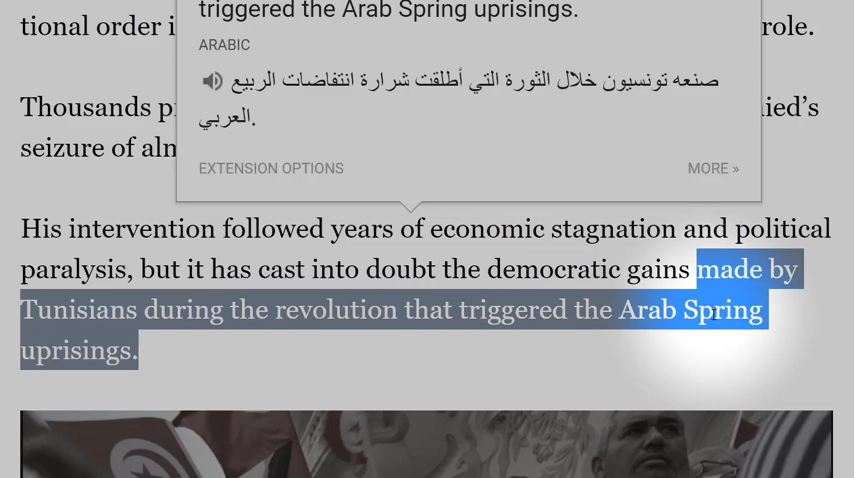 triggered the Arab Spring uprisings.
ARABIC
صنعه تونسيون خلال الثورة التي أطلقت شرارة انتفاضات الربيع
العربي.
EXTENSION OPTIONS
MORE »
tional order
role.
Thousands
ied’s
seizure of
His intervention followed years of economic stagnation and political
paralysis, but it has cast into doubt the democratic gains made by
Tunisians during the revolution that triggered the Arab Spring
uprisings.